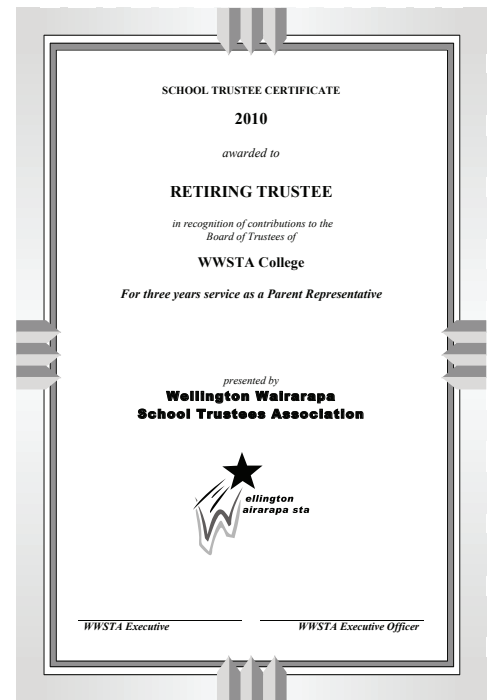 SCHOOL TRUSTEE CERTIFICATE
2010
awarded to
RETIRING TRUSTEE
in recognition of contributions to the
Board of Trustees of
WWSTA College
For three years service as a Parent Representative
presented by
Wellington Wairarapa
School Trustees Association
ellington
airarapa sta
WWSTA Executive WWSTA Executive Officer